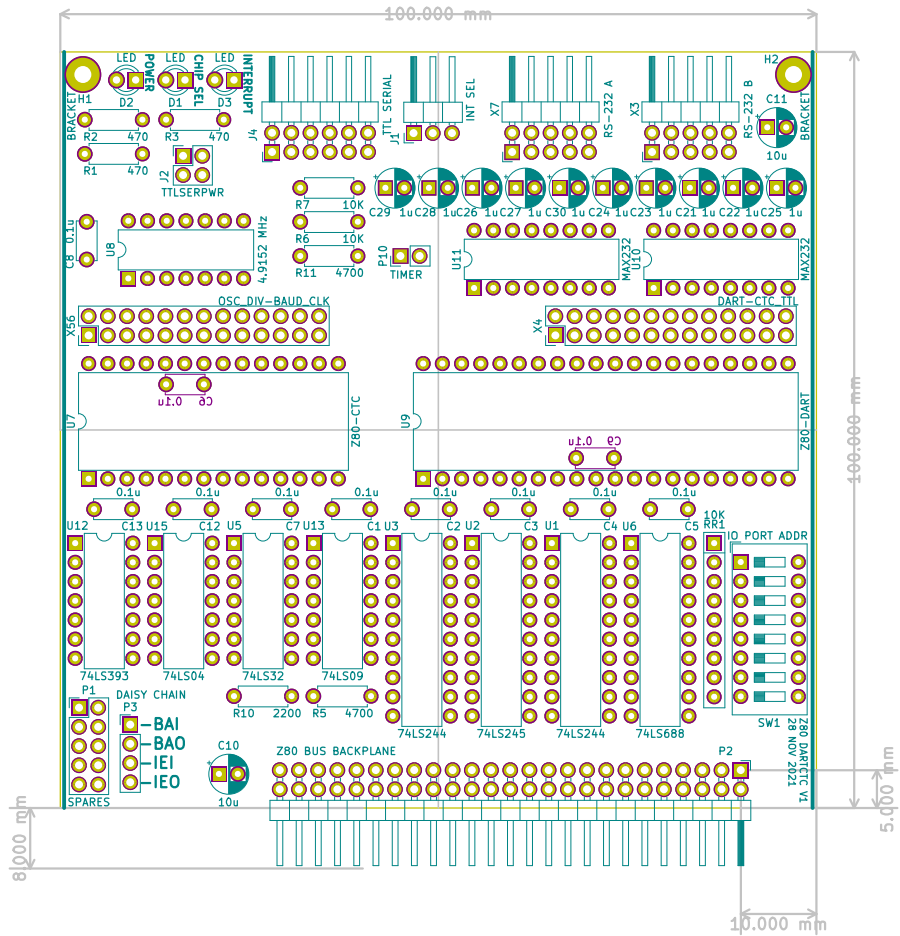 100.000 mm
LED
LED
LED
POWER
CHIP SEL
INTERRUPT
H1
D2
D1
D3
H2
C11
BRACKET
BRACKET
R2
470
R3
470
10u
R1
470
J2
TTLSERPWR
J4
TTL SERIAL
J1
INT SEL
X7
RS-232 A
X3
RS-232 B
R7
10K
C29
1u
C28
1u
C26
1u
C27
1u
C30
1u
C24
1u
C23
1u
C21
1u
C22
1u
C25
1u
C8
0.1u
U8
4.9152 MHz
R6
10K
R11
4700
P10
TIMER
U11
MAX232
U10
MAX232
OSC_DIV-BAUD_CLK
X56
DART-CTC_TTL
X4
U7
0.1u
C6
Z80-CTC
U9
0.1u
C9
Z80-DART
100.000 mm
0.1u
0.1u
0.1u
0.1u
0.1u
0.1u
0.1u
0.1u
U12
C13
U15
C12
U5
C7
U13
C1
U3
C2
U2
C3
U1
C4
U6
C5
10K
RR1
IO PORT ADDR
74LS393
74LS04
74LS32
74LS09
74LS244
74LS245
74LS244
74LS688
SW1
P1
DAISY CHAIN
P3
-BAI
-BAO
-IEI
-IEO
SPARES
R10
2200
R5
4700
C10
10u
Z80 BUS BACKPLANE
P2
Z80 DARTCTC V1
28 NOV 2021
5.000 mm
8.000 mm
10.000 mm